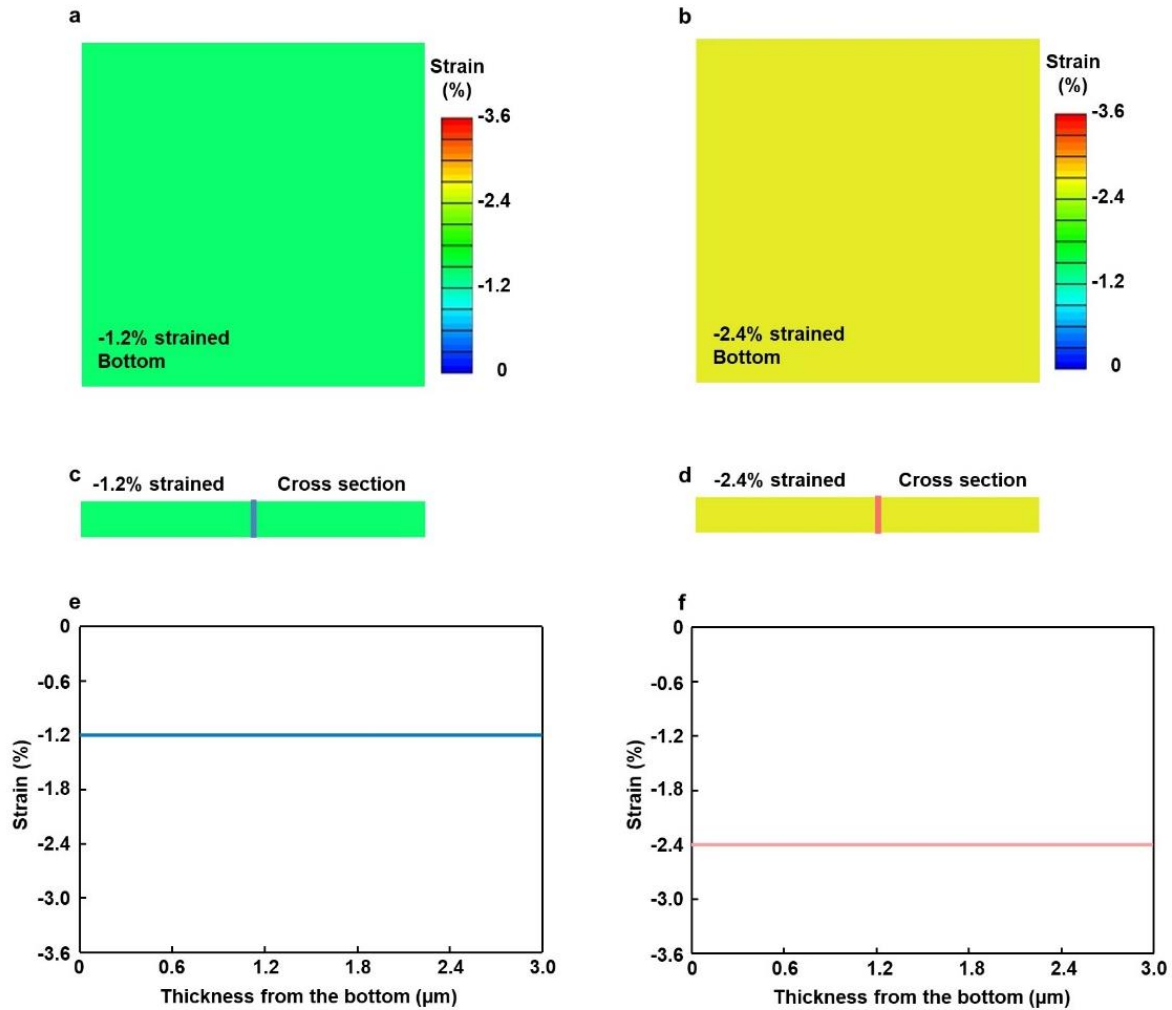 a
Strain
(%)
-3.6
-2.4
-1.2
0
-1.2% strained
Bottom
b
Strain
(%)
-3.6
-2.4
-1.2
0
-2.4% strained
Bottom
c
-1.2% strained Cross section
d
-2.4% strained Cross section
e
0
-0.6
-1.2
-1.8
-2.4
-3.0
-3.6
Strain (%)
0 0.6 1.2 1.8 2.4 3.0
Thickness from the bottom (μm)
f
0
-0.6
-1.2
-1.8
-2.4
-3.0
-3.6
Strain (%)
0 0.6 1.2 1.8 2.4 3.0
Thickness from the bottom (μm)